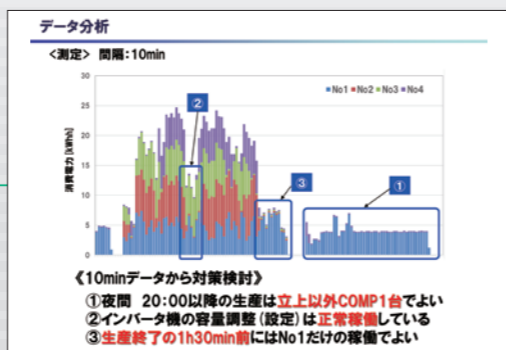 データ分析
<測定> 間隔:10min
30
25
20
15
10
5
0
消費電力[kWh]
No1 No2 No3 No4
②
③
①
《10minデータから対策検討》
①夜間 20:00以降の生産は立上以外COMP1台でよい
②インバータ機の容量調整(設定)は正常稼働している
③生産終了の1h30min前にはNo1だけの稼働でよい